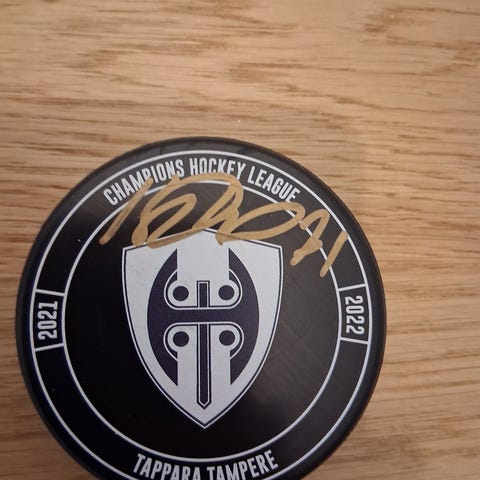 CHAMPIONS HOCKEY LEAGUE
2021
2022
TAPPARA TAMPERE